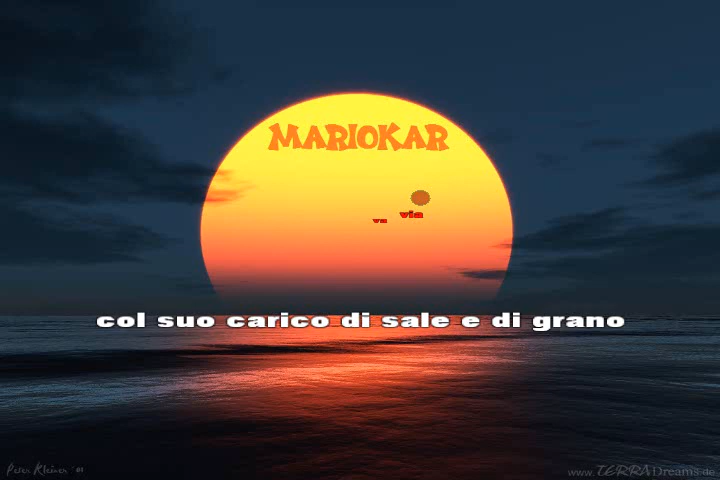 MARIOKAR
va via
col suo carico di sale e di grano
Peter Kleiner '01
www.TERRADreams.de